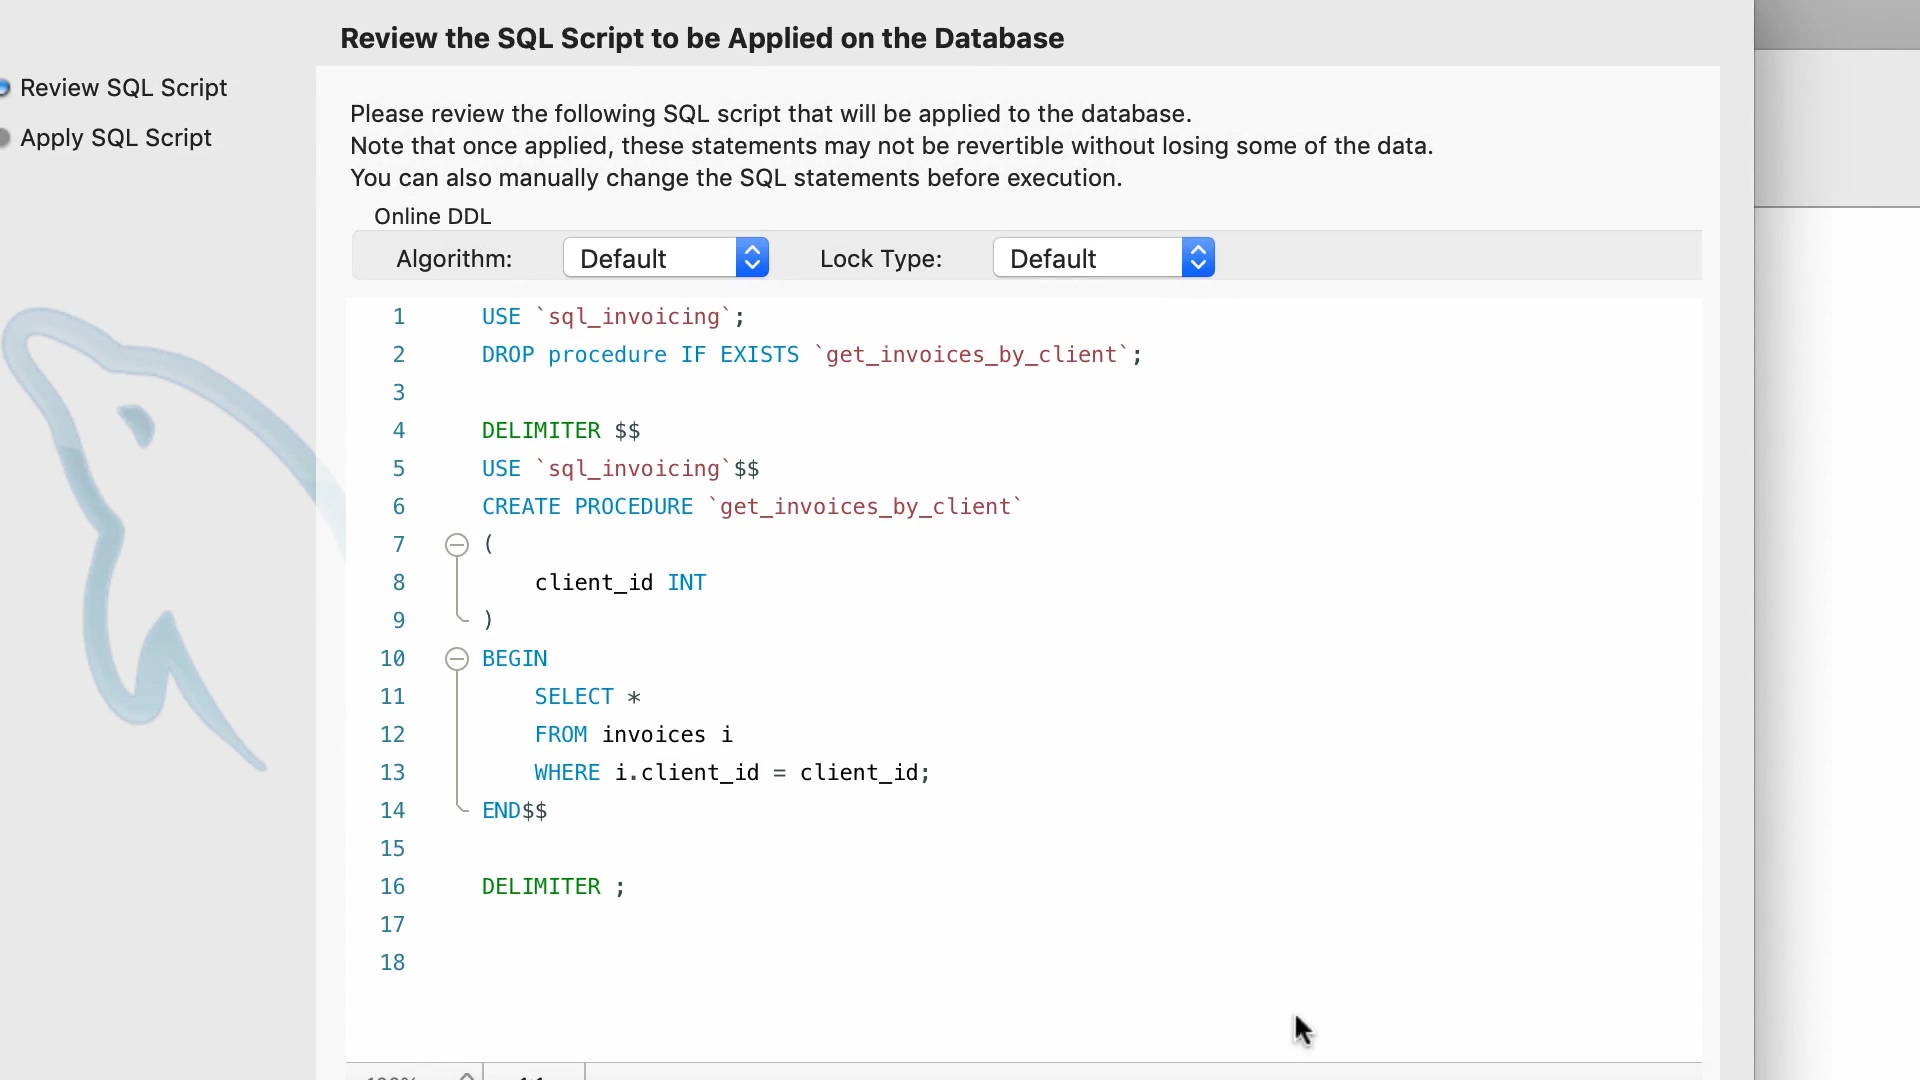 Review the SQL Script to be Applied on the Database
Review SQL Script
Apply SQL Script
Please review the following SQL script that will be applied to the database.
Note that once applied, these statements may not be revertible without losing some of the data.
You can also manually change the SQL statements before execution.
Online DDL
Algorithm: Default Lock Type: Default
1 USE `sql_invoicing`;
2 DROP procedure IF EXISTS `get_invoices_by_client`;
3
4 DELIMITER $$
5 USE `sql_invoicing`$$
6 CREATE PROCEDURE `get_invoices_by_client`
7 (
8 client_id INT
9 )
10 BEGIN
11 SELECT *
12 FROM invoices i
13 WHERE i.client_id = client_id;
14 END$$
15
16 DELIMITER ;
17
18